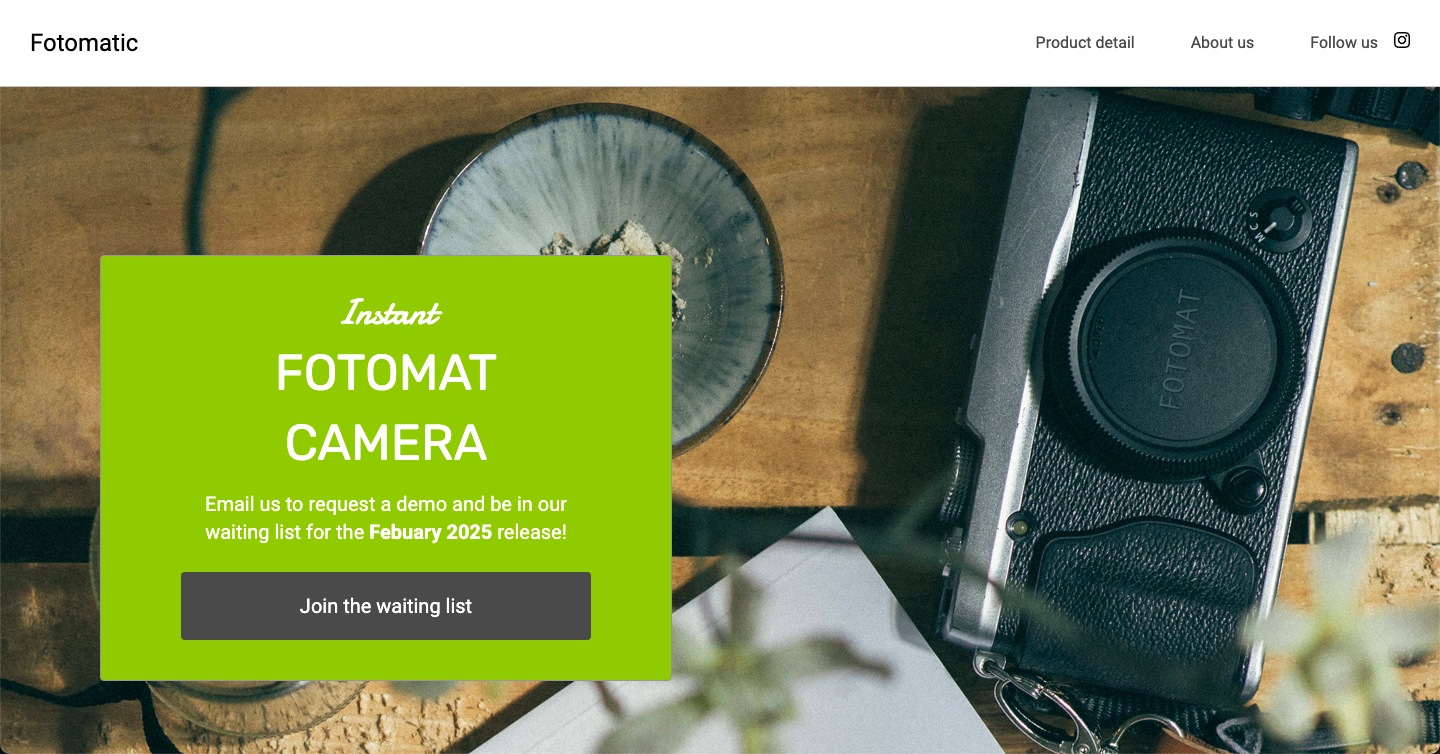 Fotomatic
Product detail
About us
Follow us
Instant
FOTOMAT
CAMERA
Email us to request a demo and be in our
waiting list for the Febuary 2025 release!
Join the waiting list
FOTOMAT
M C S